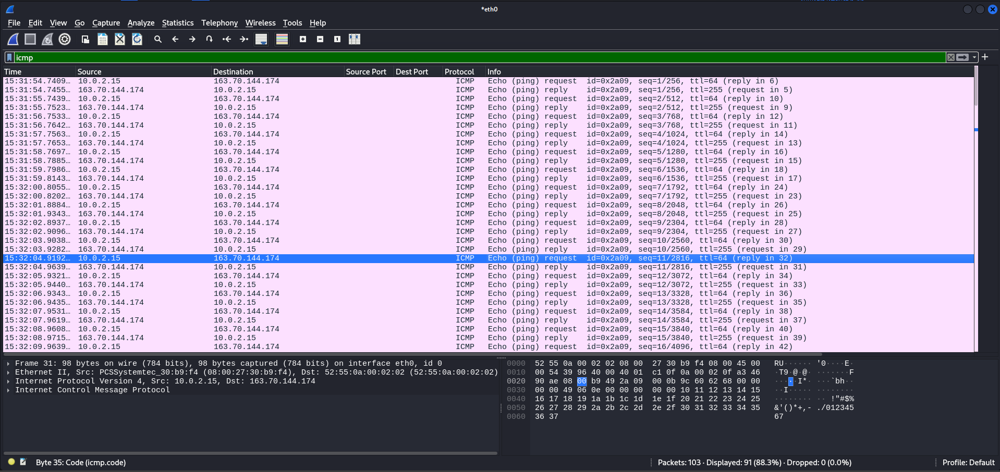 *eth0
File Edit View Go Capture Analyze Statistics Telephony Wireless Tools Help
icmp
Time Source Destination Source Port Dest Port Protocol Info
15:31:54.7409… 10.0.2.15 163.70.144.174 ICMP Echo (ping) request id=0x2a09, seq=1/256, ttl=64 (reply in 6)
15:31:54.7455… 163.70.144.174 10.0.2.15 ICMP Echo (ping) reply id=0x2a09, seq=1/256, ttl=255 (request in 5)
15:31:55.7439… 10.0.2.15 163.70.144.174 ICMP Echo (ping) request id=0x2a09, seq=2/512, ttl=64 (reply in 10)
15:31:55.7523… 163.70.144.174 10.0.2.15 ICMP Echo (ping) reply id=0x2a09, seq=2/512, ttl=255 (request in 9)
15:31:56.7533… 10.0.2.15 163.70.144.174 ICMP Echo (ping) request id=0x2a09, seq=3/768, ttl=64 (reply in 12)
15:31:56.7642… 163.70.144.174 10.0.2.15 ICMP Echo (ping) reply id=0x2a09, seq=3/768, ttl=255 (request in 11)
15:31:57.7563… 10.0.2.15 163.70.144.174 ICMP Echo (ping) request id=0x2a09, seq=4/1024, ttl=64 (reply in 14)
15:31:57.7653… 163.70.144.174 10.0.2.15 ICMP Echo (ping) reply id=0x2a09, seq=4/1024, ttl=255 (request in 13)
15:31:58.7697… 10.0.2.15 163.70.144.174 ICMP Echo (ping) request id=0x2a09, seq=5/1280, ttl=64 (reply in 16)
15:31:58.7885… 163.70.144.174 10.0.2.15 ICMP Echo (ping) reply id=0x2a09, seq=5/1280, ttl=255 (request in 15)
15:31:59.7986… 10.0.2.15 163.70.144.174 ICMP Echo (ping) request id=0x2a09, seq=6/1536, ttl=64 (reply in 18)
15:31:59.8143… 163.70.144.174 10.0.2.15 ICMP Echo (ping) reply id=0x2a09, seq=6/1536, ttl=255 (request in 17)
15:32:00.8055… 10.0.2.15 163.70.144.174 ICMP Echo (ping) request id=0x2a09, seq=7/1792, ttl=64 (reply in 24)
15:32:00.8202… 163.70.144.174 10.0.2.15 ICMP Echo (ping) reply id=0x2a09, seq=7/1792, ttl=255 (request in 23)
15:32:01.8884… 10.0.2.15 163.70.144.174 ICMP Echo (ping) request id=0x2a09, seq=8/2048, ttl=64 (reply in 26)
15:32:01.9343… 163.70.144.174 10.0.2.15 ICMP Echo (ping) reply id=0x2a09, seq=8/2048, ttl=255 (request in 25)
15:32:02.8937… 10.0.2.15 163.70.144.174 ICMP Echo (ping) request id=0x2a09, seq=9/2304, ttl=64 (reply in 28)
15:32:02.9096… 163.70.144.174 10.0.2.15 ICMP Echo (ping) reply id=0x2a09, seq=9/2304, ttl=255 (request in 27)
15:32:03.9038… 10.0.2.15 163.70.144.174 ICMP Echo (ping) request id=0x2a09, seq=10/2560, ttl=64 (reply in 30)
15:32:03.9282… 163.70.144.174 10.0.2.15 ICMP Echo (ping) reply id=0x2a09, seq=10/2560, ttl=255 (request in 29)
15:32:04.9192… 10.0.2.15 163.70.144.174 ICMP Echo (ping) request id=0x2a09, seq=11/2816, ttl=64 (reply in 32)
15:32:04.9639… 163.70.144.174 10.0.2.15 ICMP Echo (ping) reply id=0x2a09, seq=11/2816, ttl=255 (request in 31)
15:32:05.9321… 10.0.2.15 163.70.144.174 ICMP Echo (ping) request id=0x2a09, seq=12/3072, ttl=64 (reply in 34)
15:32:05.9440… 163.70.144.174 10.0.2.15 ICMP Echo (ping) reply id=0x2a09, seq=12/3072, ttl=255 (request in 33)
15:32:06.9343… 10.0.2.15 163.70.144.174 ICMP Echo (ping) request id=0x2a09, seq=13/3328, ttl=64 (reply in 36)
15:32:06.9435… 163.70.144.174 10.0.2.15 ICMP Echo (ping) reply id=0x2a09, seq=13/3328, ttl=255 (request in 35)
15:32:07.9531… 10.0.2.15 163.70.144.174 ICMP Echo (ping) request id=0x2a09, seq=14/3584, ttl=64 (reply in 38)
15:32:07.9619… 163.70.144.174 10.0.2.15 ICMP Echo (ping) reply id=0x2a09, seq=14/3584, ttl=255 (request in 37)
15:32:08.9608… 10.0.2.15 163.70.144.174 ICMP Echo (ping) request id=0x2a09, seq=15/3840, ttl=64 (reply in 40)
15:32:08.9715… 163.70.144.174 10.0.2.15 ICMP Echo (ping) reply id=0x2a09, seq=15/3840, ttl=255 (request in 39)
15:32:09.9639… 10.0.2.15 163.70.144.174 ICMP Echo (ping) request id=0x2a09, seq=16/4096, ttl=64 (reply in 42)
Frame 31: 98 bytes on wire (784 bits), 98 bytes captured (784 bits) on interface eth0, id 0
Ethernet II, Src: PCSSystemtec_30:b9:f4 (08:00:27:30:b9:f4), Dst: 52:55:0a:00:02:02 (52:55:0a:00:02:02)
Internet Protocol Version 4, Src: 10.0.2.15, Dst: 163.70.144.174
Internet Control Message Protocol
0000 52 55 0a 00 02 02 08 00 27 30 b9 f4 08 00 45 00 RU······ '0····E·
0010 00 54 39 96 40 00 40 01 c1 0f 0a 00 02 0f a3 46 ·T9·@·@· ·······F
0020 90 ae 08 00 b9 49 2a 09 00 0b 9c 60 62 68 00 00 ·····I*· ···`bh··
0030 00 00 49 06 0e 00 00 00 00 00 10 11 12 13 14 15 ··I····· ········
0040 16 17 18 19 1a 1b 1c 1d 1e 1f 20 21 22 23 24 25 ········ ·· !"#$%
0050 26 27 28 29 2a 2b 2c 2d 2e 2f 30 31 32 33 34 35 &'()*+,- ./012345
0060 36 37 67
Byte 35: Code (icmp.code)
Packets: 103 · Displayed: 91 (88.3%) · Dropped: 0 (0.0%)
Profile: Default